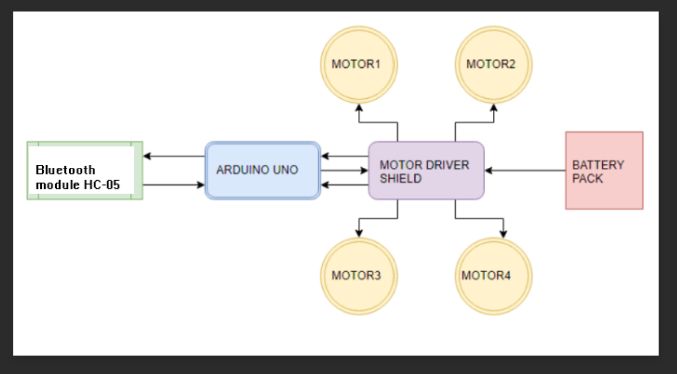 MOTOR1
MOTOR2
Bluetooth
module HC-05
ARDUINO UNO
MOTOR DRIVER
SHIELD
BATTERY
PACK
MOTOR3
MOTOR4